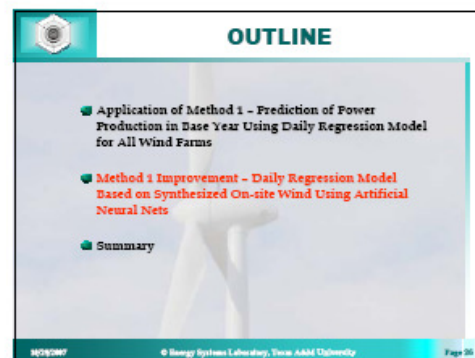 OUTLINE
Application of Method 1 – Prediction of Power
Production in Base Year Using Daily Regression Model
for All Wind Farms
Method 1 Improvement – Daily Regression Model
Based on Synthesized On-site Wind Using Artificial
Neural Nets
Summary
© Energy Systems Laboratory, Texas A&M University
Page